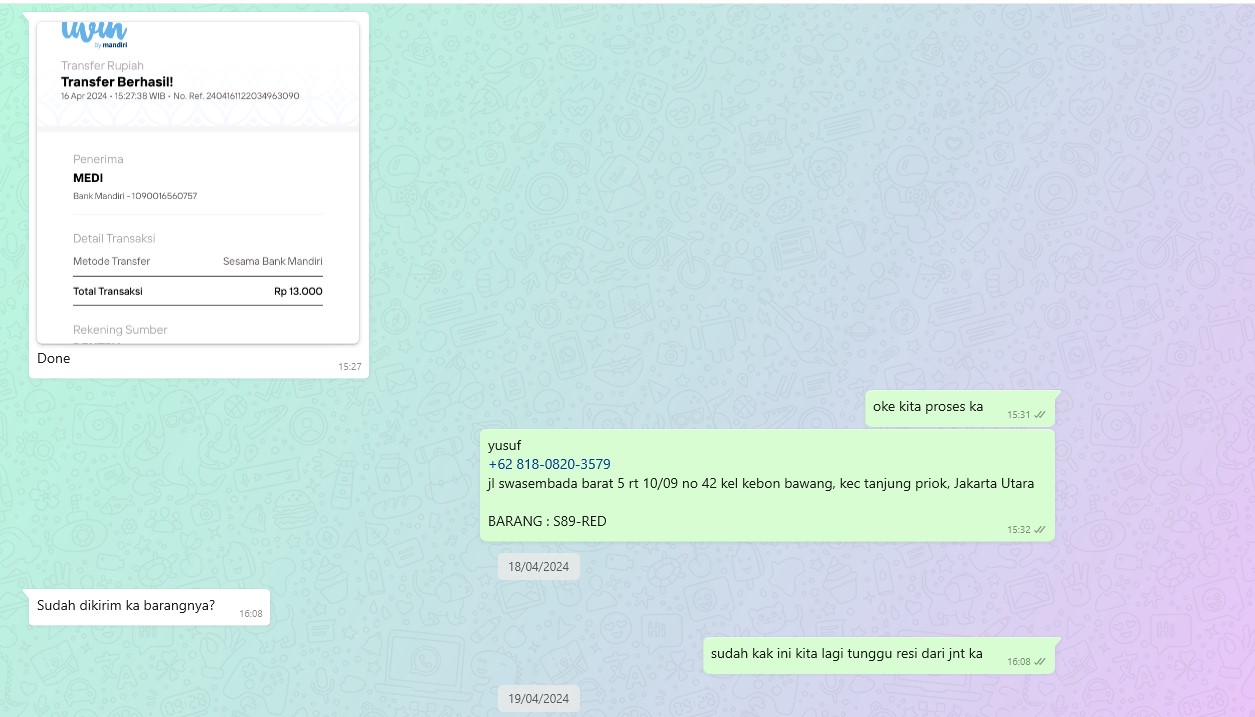 livin
by mandiri
Transfer Rupiah
Transfer Berhasil!
16 Apr 2024 • 15:27:38 WIB • No. Ref. 2404161122034963090
Penerima
MEDI
Bank Mandiri - 1090016560757
Detail Transaksi
Metode Transfer Sesama Bank Mandiri
Total Transaksi Rp 13.000
Rekening Sumber
Done
15:27
oke kita proses ka
15:31
yusuf
+62 818-0820-3579
jl swasembada barat 5 rt 10/09 no 42 kel kebon bawang, kec tanjung priok, Jakarta Utara
BARANG : S89-RED
15:32
18/04/2024
Sudah dikirim ka barangnya?
16:08
sudah kak ini kita lagi tunggu resi dari jnt ka
16:08
19/04/2024